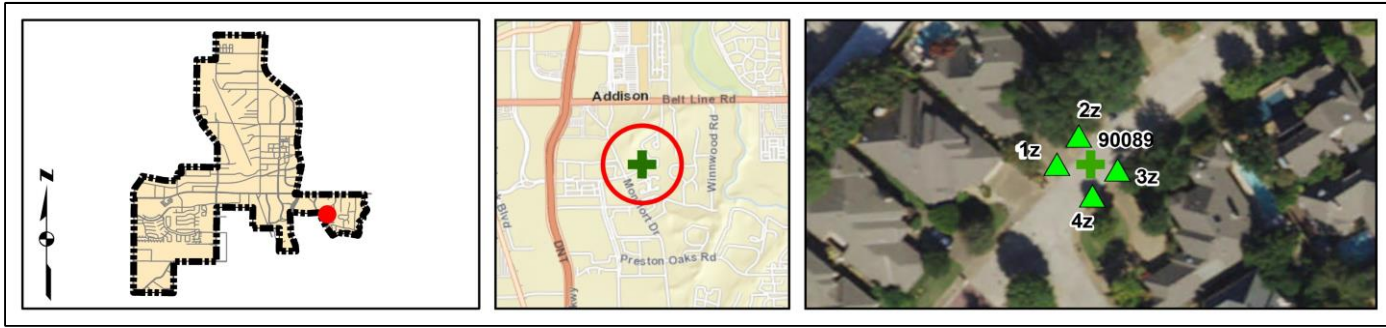 N
Addison
Belt Line Rd
Winnwood Rd
Montfort Dr
Blvd
DNT
Preston Oaks Rd
2z
90089
1z
3z
4z